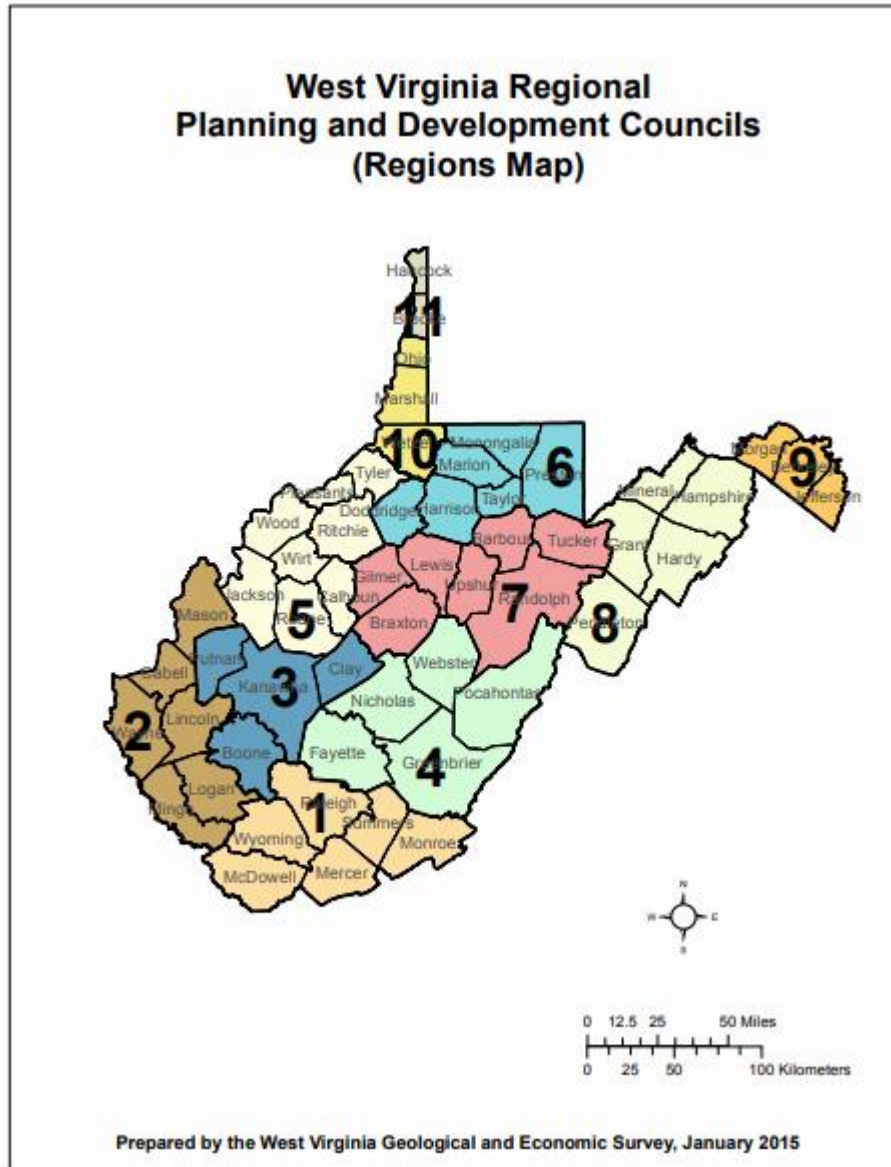 West Virginia Regional
Planning and Development Councils
(Regions Map)
Hancock
11
Brooke
Ohio
Marshall
Wetzel
10
Monongalia
6
Marion
Preston
Morgan
Berkeley
9
Jefferson
Tyler
Pleasants
Doddridge
Harrison
Taylor
Mineral
Hampshire
Wood
Ritchie
Barbour
Tucker
Grant
Hardy
Wirt
Gilmer
Lewis
Upshur
Randolph
7
Jackson
Roane
Calhoun
5
Braxton
Pendleton
8
Mason
Putnam
Clay
Webster
Pocahontas
Cabell
Kanawha
3
Nicholas
Lincoln
Wayne
2
Boone
Fayette
Greenbrier
4
Logan
Mingo
Raleigh
1
Summers
Wyoming
Monroe
McDowell
Mercer
N
W E
S
0 12.5 25 50 Miles
0 25 50 100 Kilometers
Prepared by the West Virginia Geological and Economic Survey, January 2015